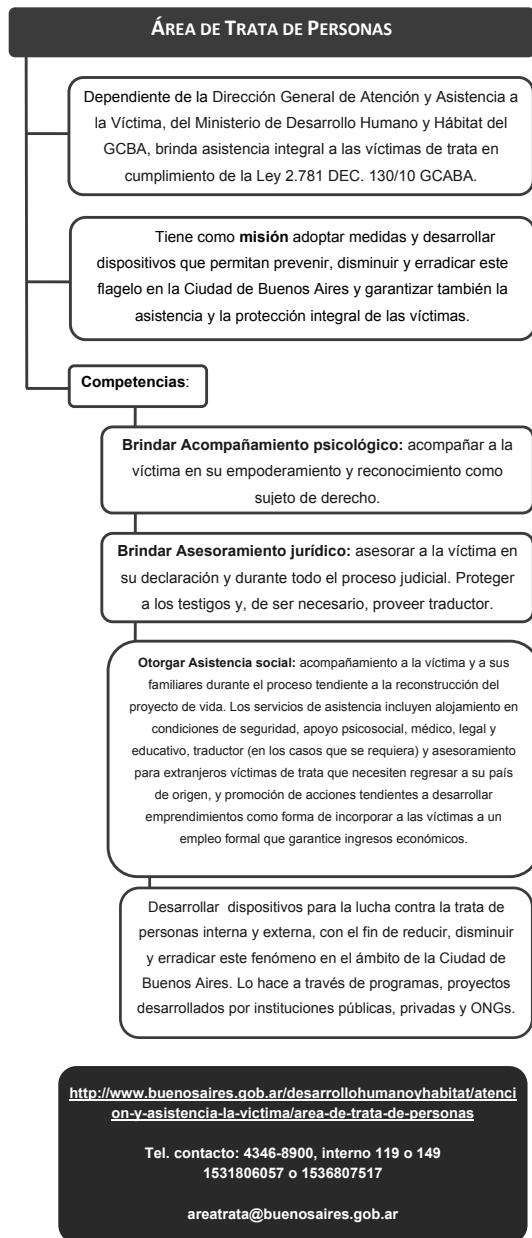 ÁREA DE TRATA DE PERSONAS
Dependiente de la Dirección General de Atención y Asistencia a
la Víctima, del Ministerio de Desarrollo Humano y Hábitat del
GCBA, brinda asistencia integral a las víctimas de trata en
cumplimiento de la Ley 2.781 DEC. 130/10 GCABA.
Tiene como misión adoptar medidas y desarrollar
dispositivos que permitan prevenir, disminuir y erradicar este
flagelo en la Ciudad de Buenos Aires y garantizar también la
asistencia y la protección integral de las víctimas.
Competencias:
Brindar Acompañamiento psicológico: acompañar a la
víctima en su empoderamiento y reconocimiento como
sujeto de derecho.
Brindar Asesoramiento jurídico: asesorar a la víctima en
su declaración y durante todo el proceso judicial. Proteger
a los testigos y, de ser necesario, proveer traductor.
Otorgar Asistencia social: acompañamiento a la víctima y a sus
familiares durante el proceso tendiente a la reconstrucción del
proyecto de vida. Los servicios de asistencia incluyen alojamiento en
condiciones de seguridad, apoyo psicosocial, médico, legal y
educativo, traductor (en los casos que se requiera) y asesoramiento
para extranjeros víctimas de trata que necesiten regresar a su país
de origen, y promoción de acciones tendientes a desarrollar
emprendimientos como forma de incorporar a las víctimas a un
empleo formal que garantice ingresos económicos.
Desarrollar dispositivos para la lucha contra la trata de
personas interna y externa, con el fin de reducir, disminuir
y erradicar este fenómeno en el ámbito de la Ciudad de
Buenos Aires. Lo hace a través de programas, proyectos
desarrollados por instituciones públicas, privadas y ONGs.
http://www.buenosaires.gob.ar/desarrollohumanoyhabitat/atenci
on-y-asistencia-la-victima/area-de-trata-de-personas
Tel. contacto: 4346-8900, interno 119 o 149
1531806057 o 1536807517
areatrata@buenosaires.gob.ar